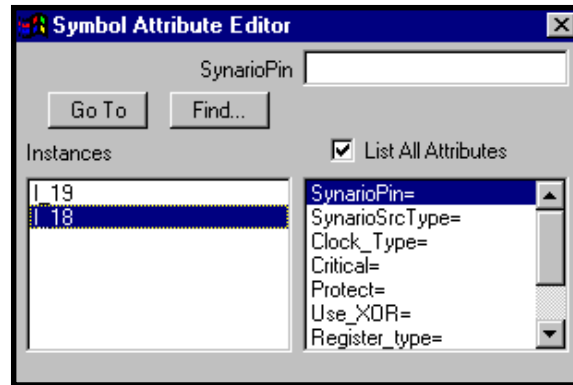 Symbol Attribute Editor
SynarioPin
Go To
Find...
Instances
List All Attributes
I_19
I_18
SynarioPin=
SynarioSrcType=
Clock_Type=
Critical=
Protect=
Use_XOR=
Register_type=